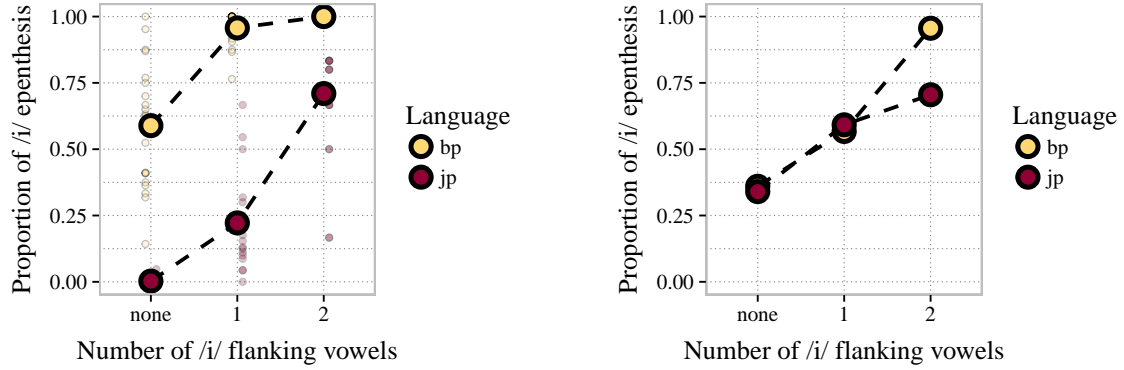 Proportion of /i/ epenthesis
1.00
0.75
0.50
0.25
0.00
none 1 2
Number of /i/ flanking vowels
Language
bp
jp
Proportion of /i/ epenthesis
1.00
0.75
0.50
0.25
0.00
none 1 2
Number of /i/ flanking vowels
Language
bp
jp